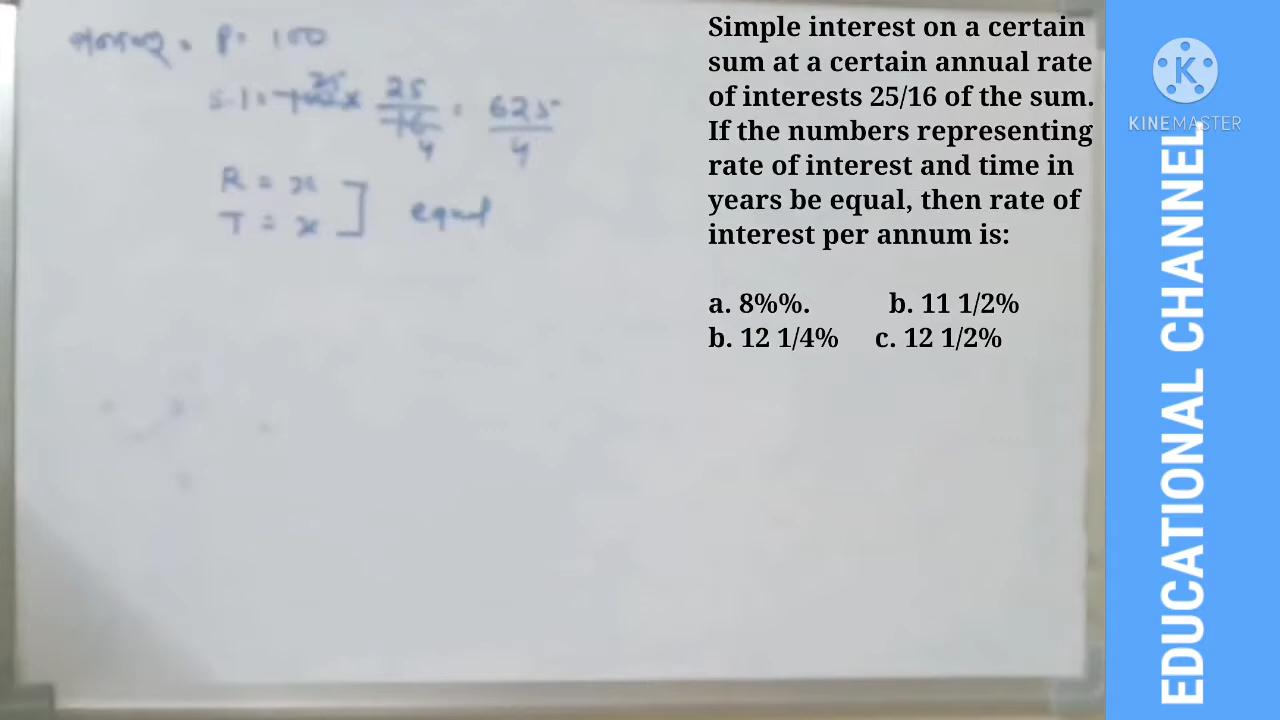 P = 100
S.I = 100 x 25/16 = 625/4
R = x
T = x ] equal
Simple interest on a certain
sum at a certain annual rate
of interests 25/16 of the sum.
If the numbers representing
rate of interest and time in
years be equal, then rate of
interest per annum is:
a. 8%%. b. 11 1/2%
b. 12 1/4% c. 12 1/2%
K
KINEMASTER
EDUCATIONAL CHANNEL